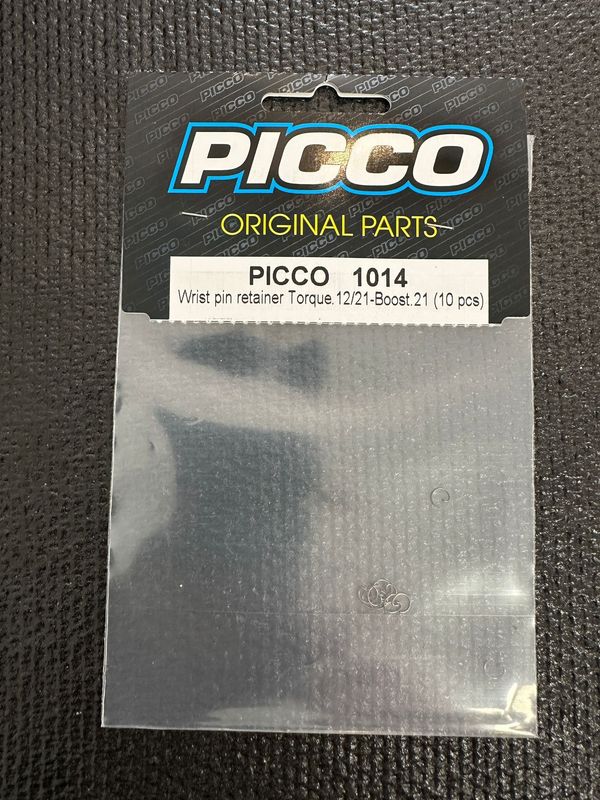 PICCO
ORIGINAL PARTS
PICCO 1014
Wrist pin retainer Torque.12/21-Boost.21 (10 pcs)